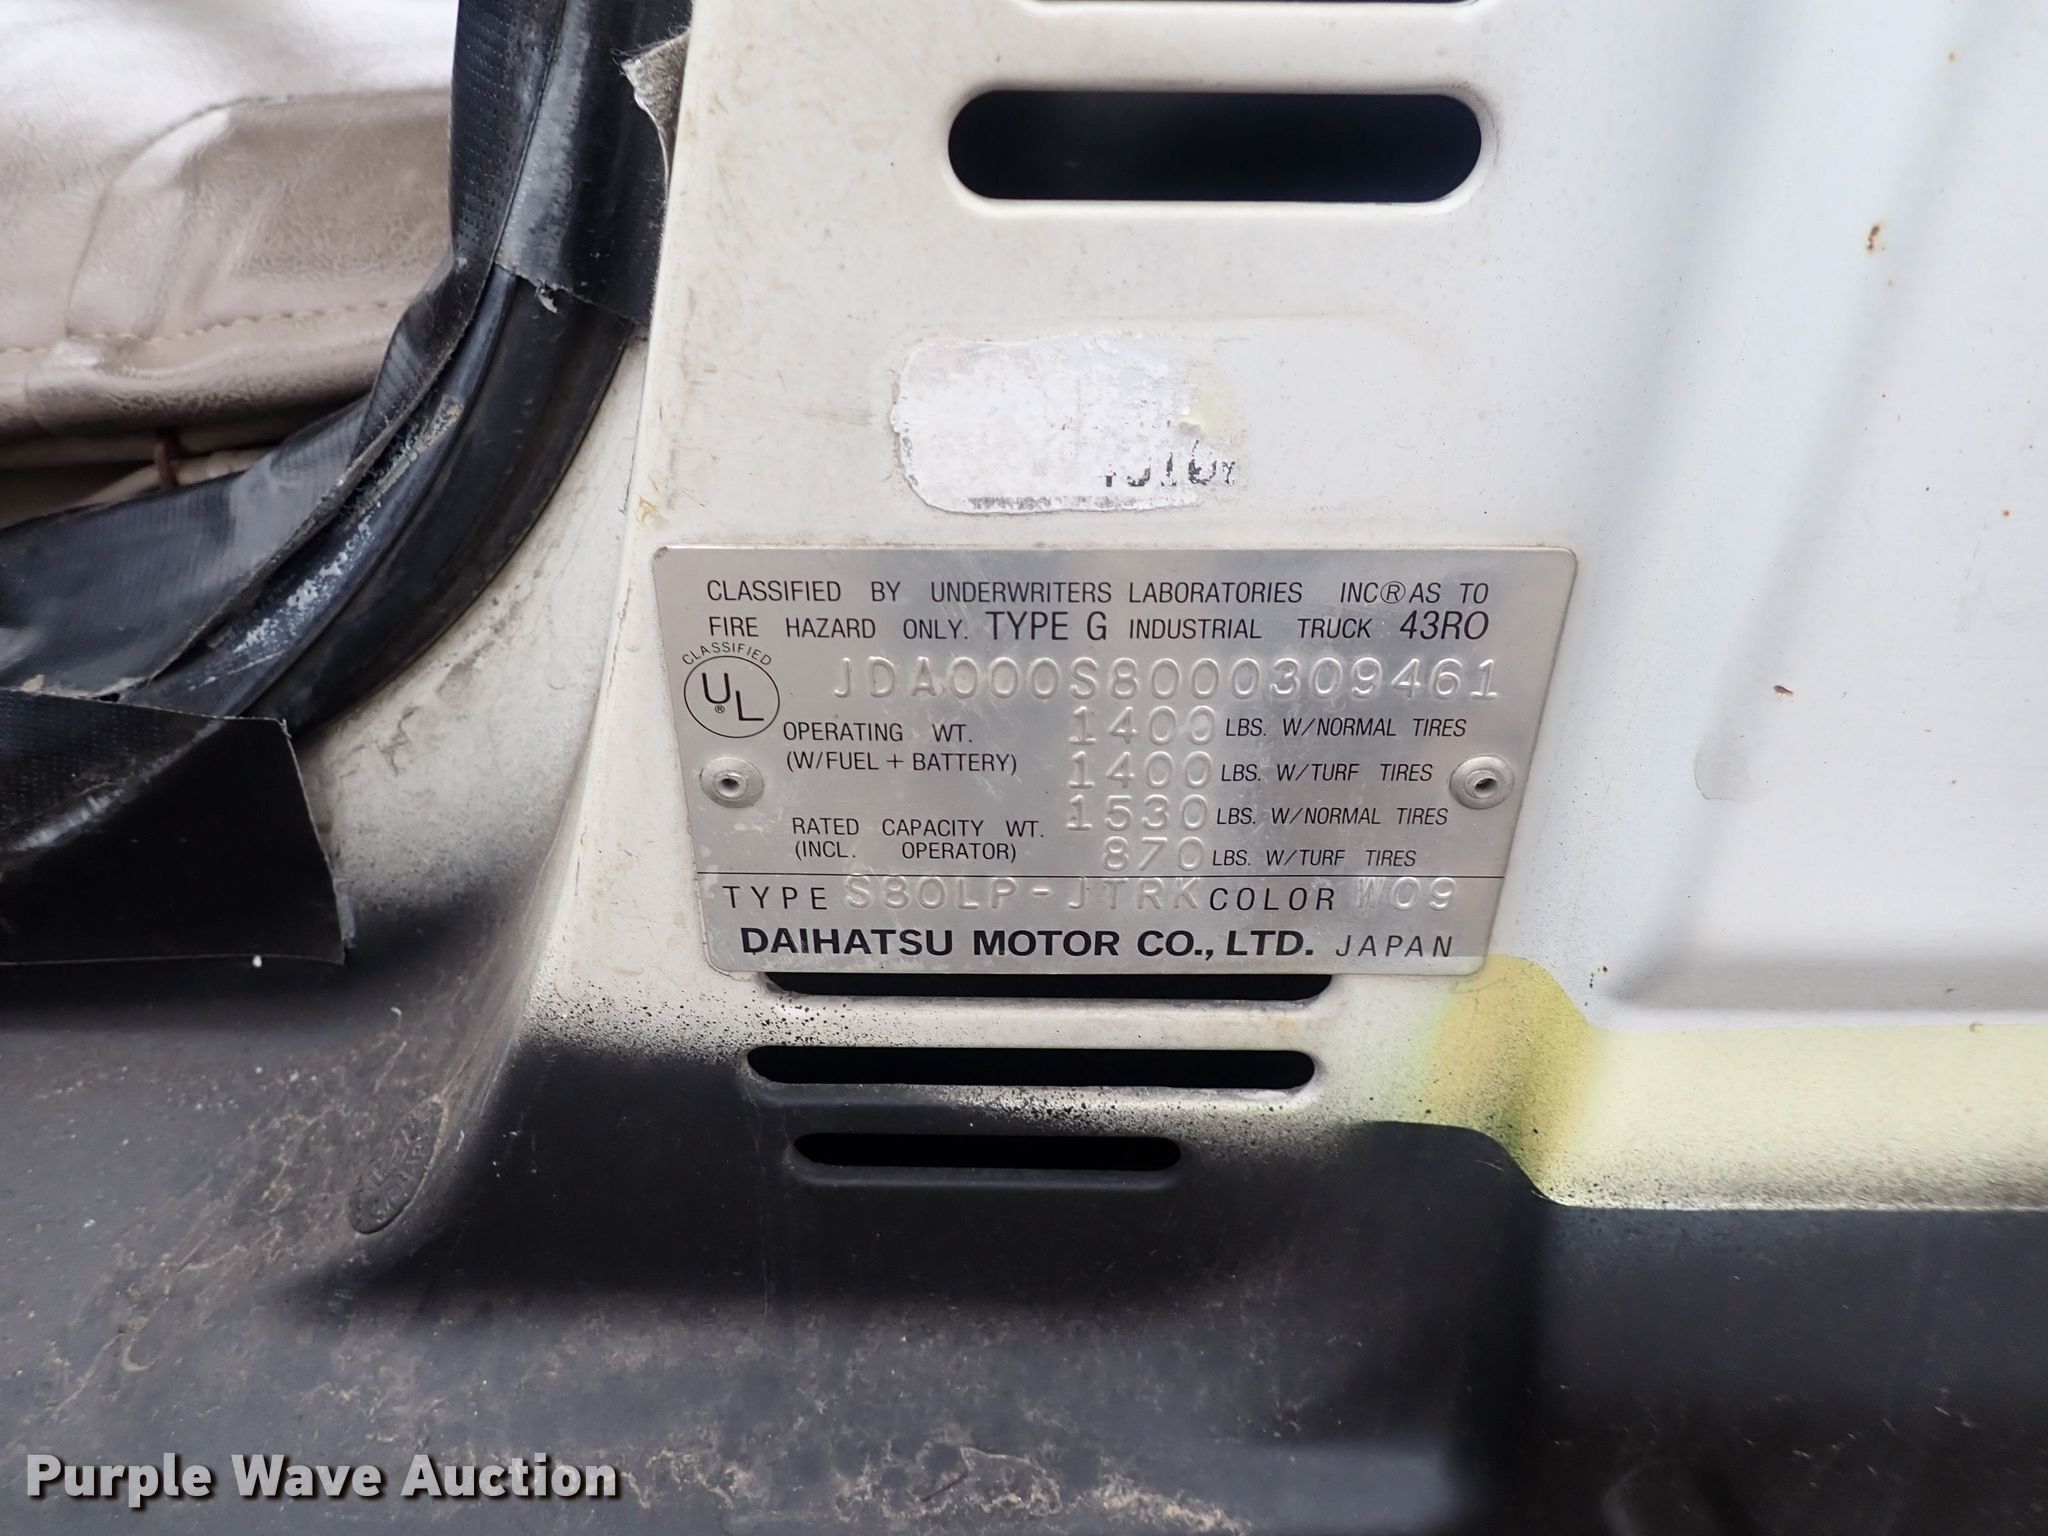 CLASSIFIED BY UNDERWRITERS LABORATORIES INC® AS TO
FIRE HAZARD ONLY. TYPE G INDUSTRIAL TRUCK 43RO
CLASSIFIED
UL®
JDA000S8000309461
OPERATING WT. 1400 LBS. W/NORMAL TIRES
(W/FUEL + BATTERY) 1400 LBS. W/TURF TIRES
RATED CAPACITY WT. 1530 LBS. W/NORMAL TIRES
(INCL. OPERATOR) 870 LBS. W/TURF TIRES
TYPE S80LP-JTRK COLOR W09
DAIHATSU MOTOR CO., LTD. JAPAN
Purple Wave Auction